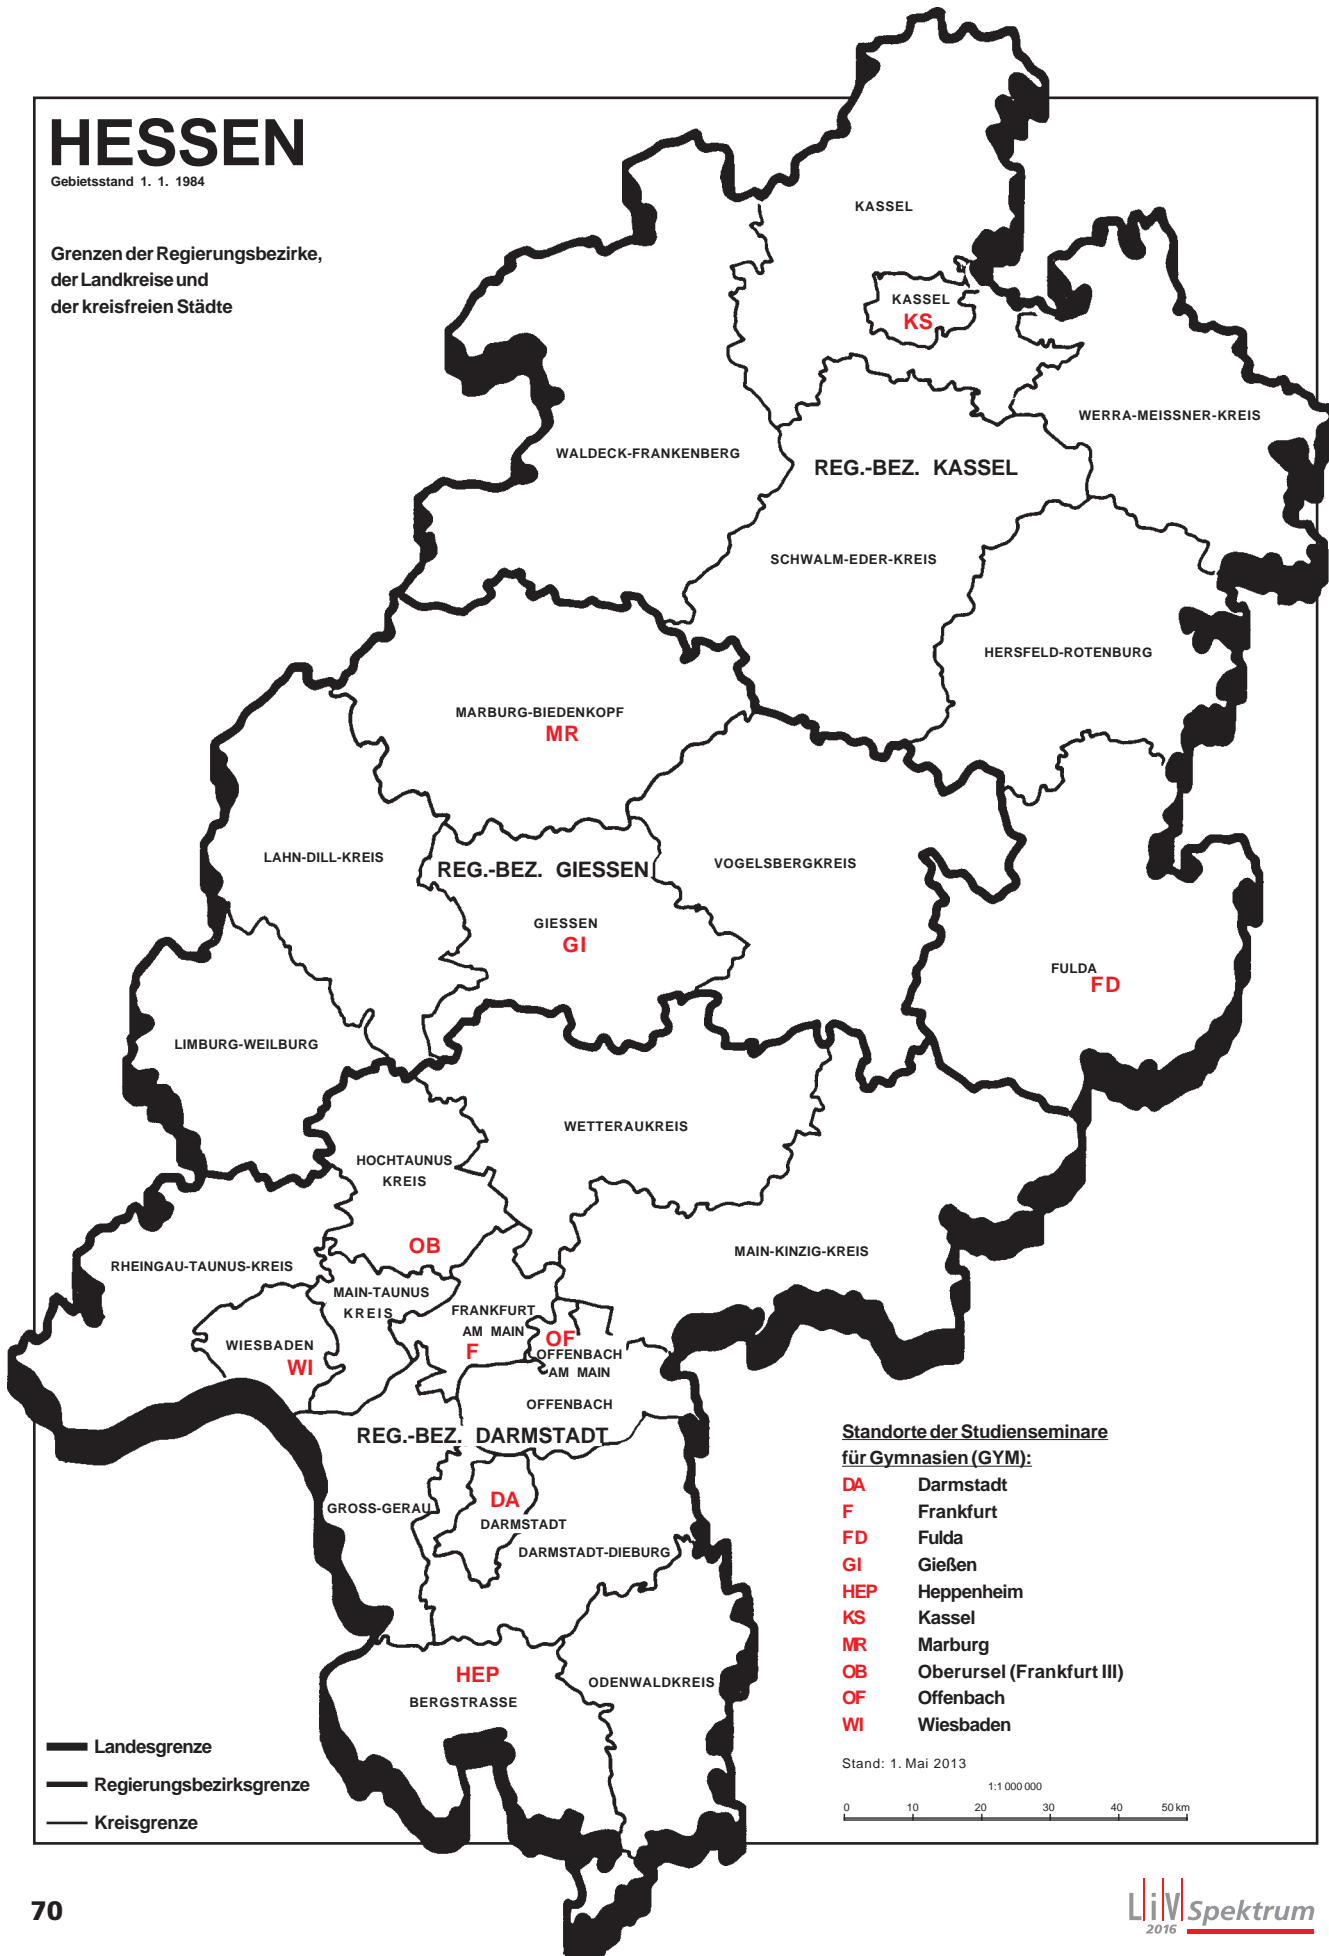 HESSEN
Gebietsstand 1. 1. 1984
Grenzen der Regierungsbezirke,
der Landkreise und
der kreisfreien Städte
KASSEL
KASSEL
KS
WERRA-MEISSNER-KREIS
WALDECK-FRANKENBERG
REG.-BEZ. KASSEL
SCHWALM-EDER-KREIS
HERSFELD-ROTENBURG
MARBURG-BIEDENKOPF
MR
LAHN-DILL-KREIS
REG.-BEZ. GIESSEN
VOGELSBERGKREIS
GIESSEN
GI
FULDA
FD
LIMBURG-WEILBURG
WETTERAUKREIS
HOCHTAUNUS
KREIS
OB
MAIN-KINZIG-KREIS
RHEINGAU-TAUNUS-KREIS
MAIN-TAUNUS
KREIS
FRANKFURT
AM MAIN
F
OF
OFFENBACH
AM MAIN
WIESBADEN
WI
OFFENBACH
REG.-BEZ. DARMSTADT
GROSS-GERAU
DA
DARMSTADT
DARMSTADT-DIEBURG
HEP
BERGSTRASSE
ODENWALDKREIS
Standorte der Studienseminare
für Gymnasien (GYM):
DA Darmstadt
F Frankfurt
FD Fulda
GI Gießen
HEP Heppenheim
KS Kassel
MR Marburg
OB Oberursel (Frankfurt III)
OF Offenbach
WI Wiesbaden
Stand: 1. Mai 2013
1:1 000 000
0 10 20 30 40 50 km
Landesgrenze
Regierungsbezirksgrenze
Kreisgrenze
70
LiV Spektrum
2016